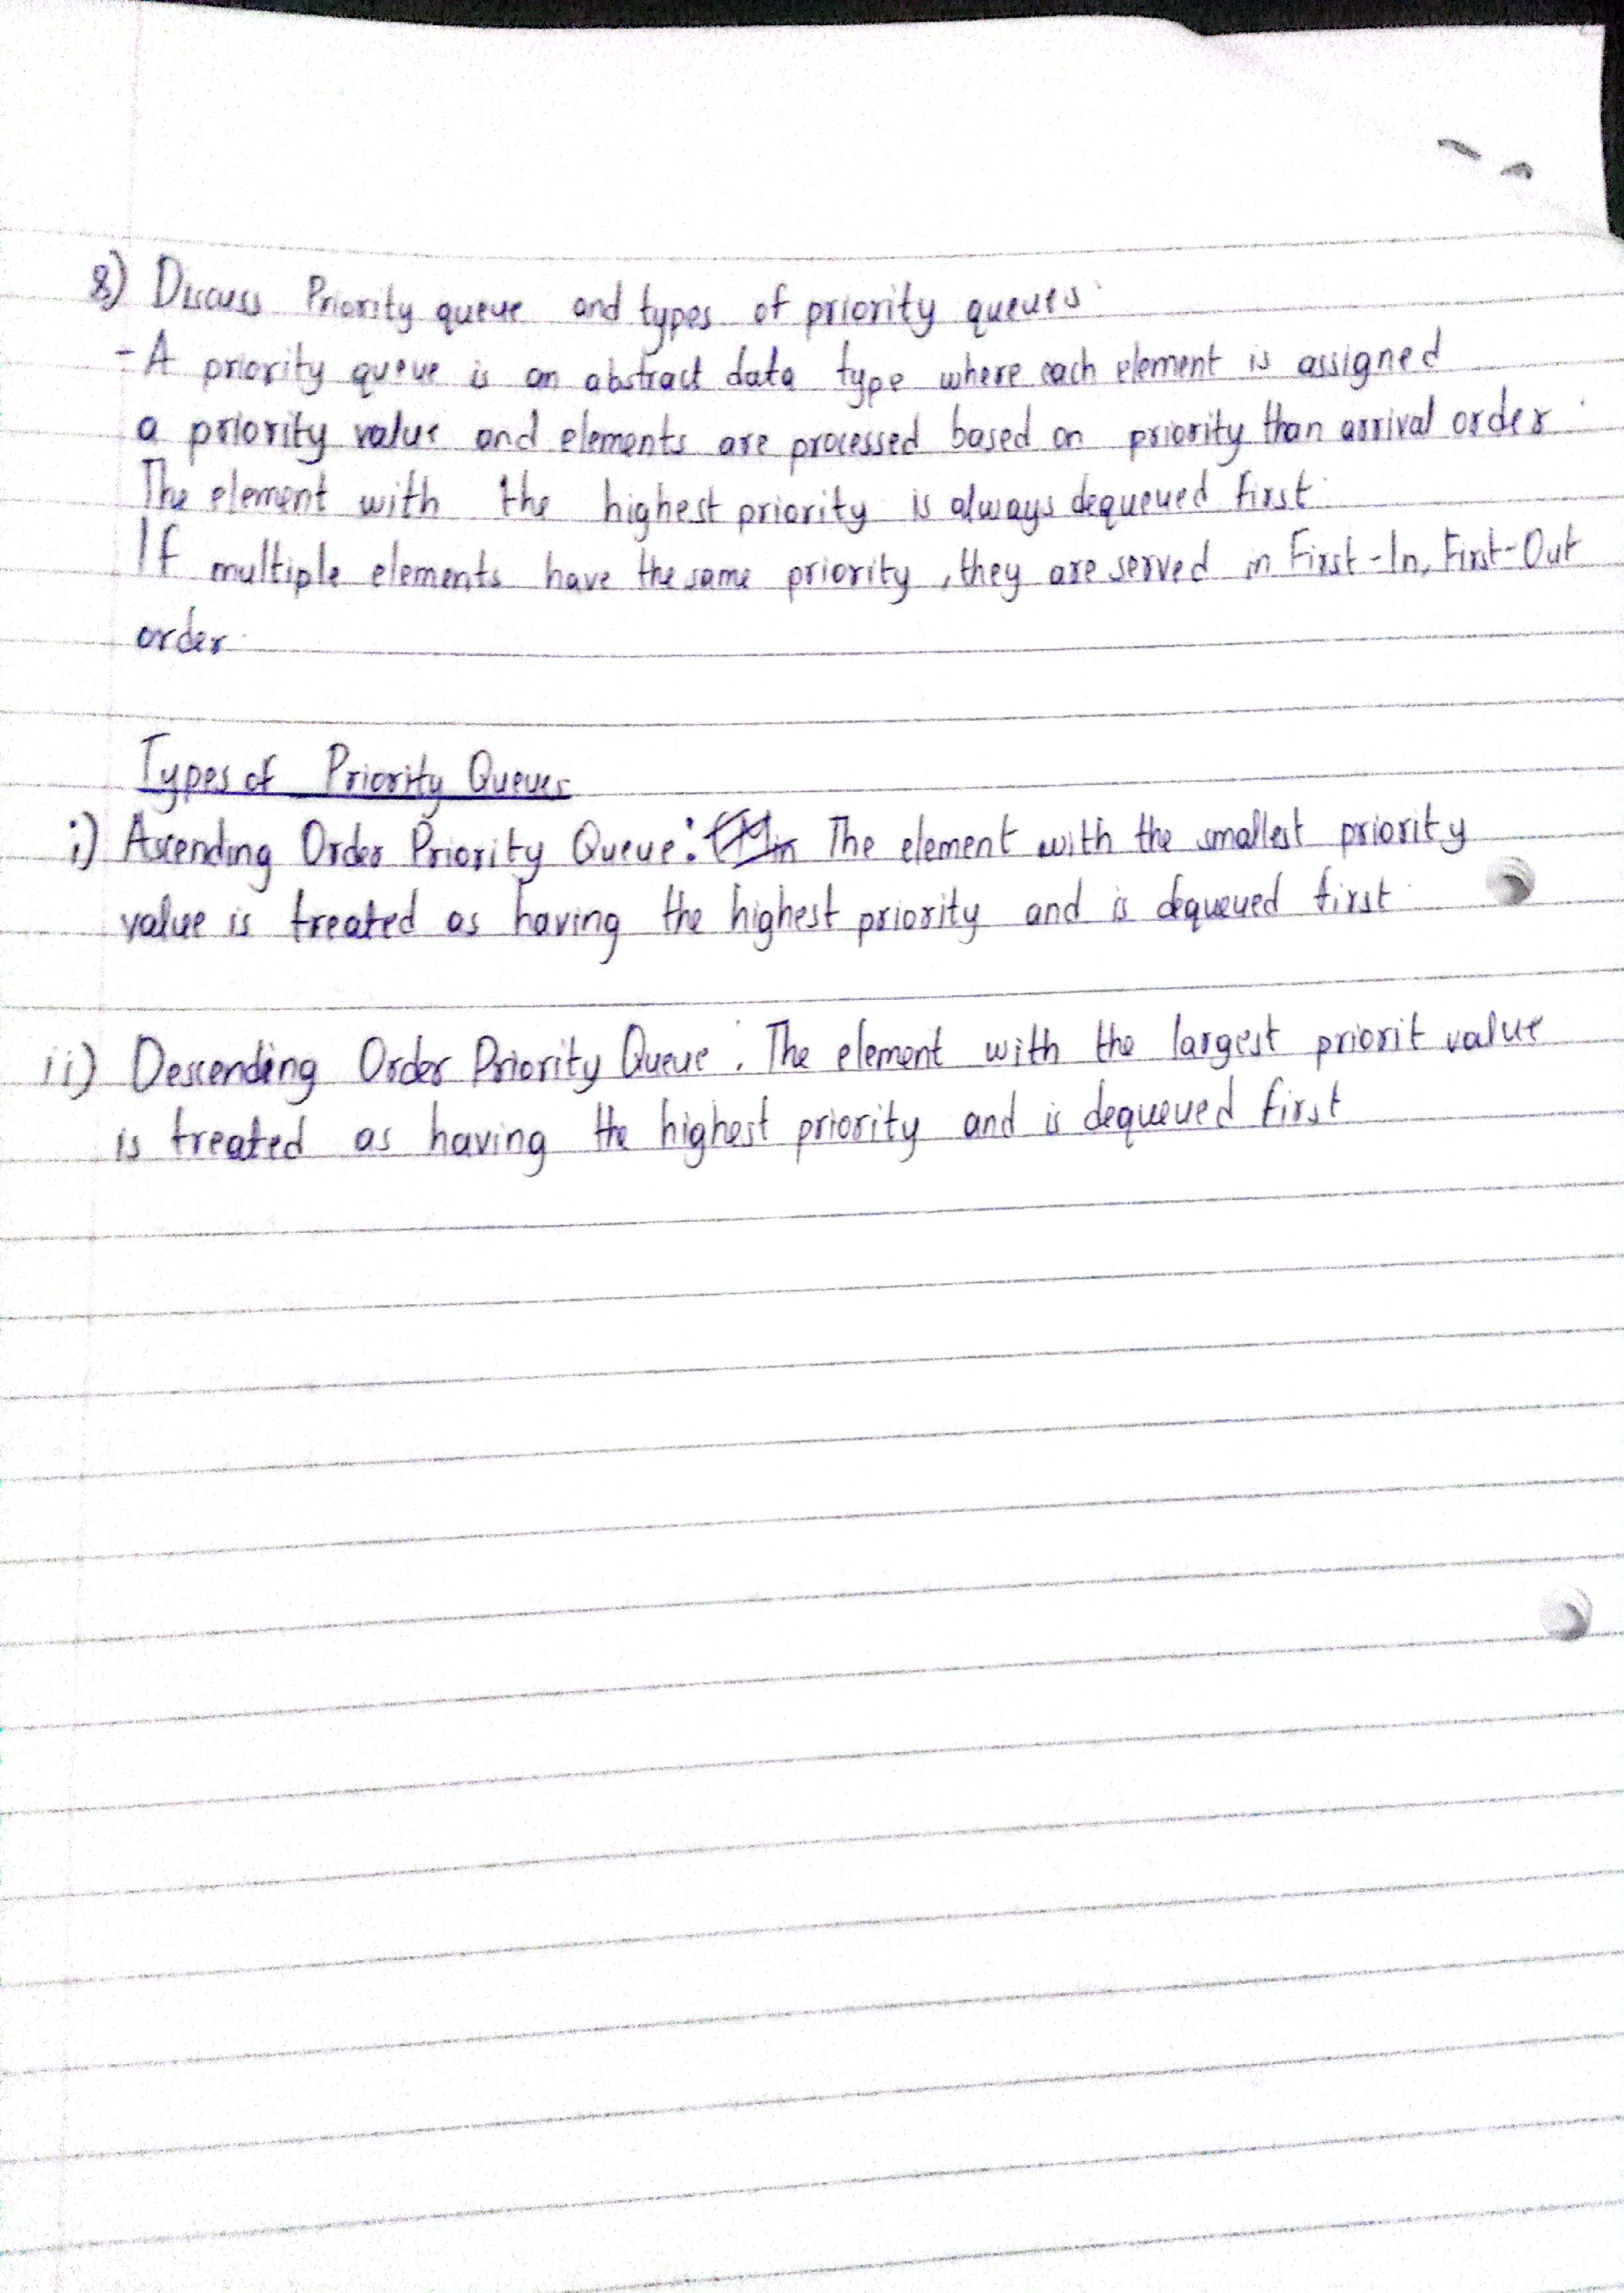 8) Discuss Priority queue and types of priority queues.
- A priority queue is an abstract data type where each element is assigned
a priority value and elements are processed based on priority than arrival order.
The element with the highest priority is always dequeued first.
If multiple elements have the same priority, they are served in First-In, First-Out
order.
Types of Priority Queues
i) Ascending Order Priority Queue: The element with the smallest priority
value is treated as having the highest priority and is dequeued first.
ii) Descending Order Priority Queue: The element with the largest priorit value
is treated as having the highest priority and is dequeued first